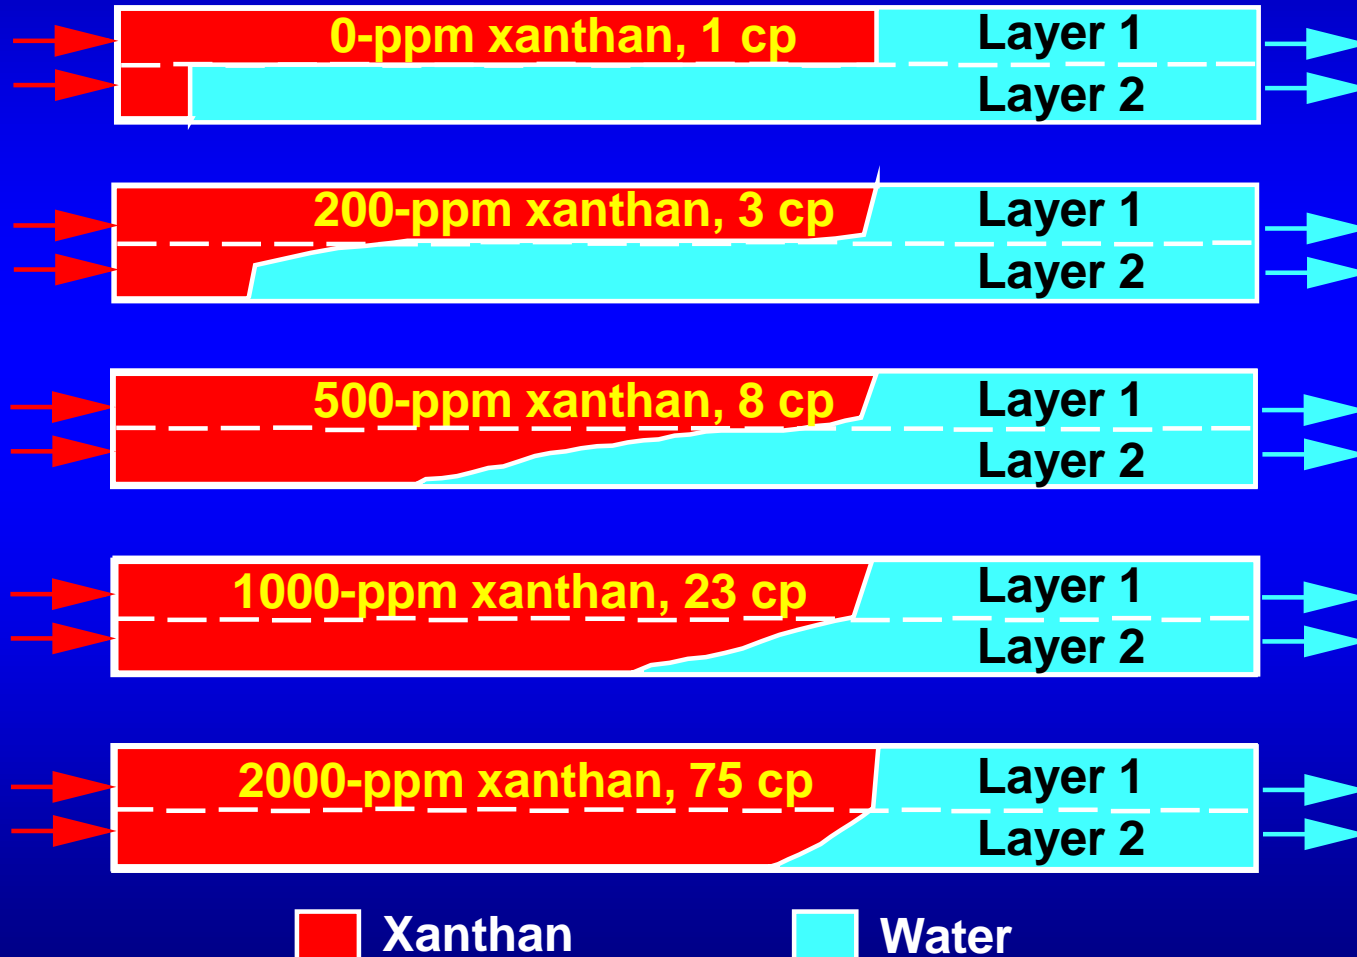 0-ppm xanthan, 1 cp
Layer 1
Layer 2
200-ppm xanthan, 3 cp
Layer 1
Layer 2
500-ppm xanthan, 8 cp
Layer 1
Layer 2
1000-ppm xanthan, 23 cp
Layer 1
Layer 2
2000-ppm xanthan, 75 cp
Layer 1
Layer 2
Xanthan
Water